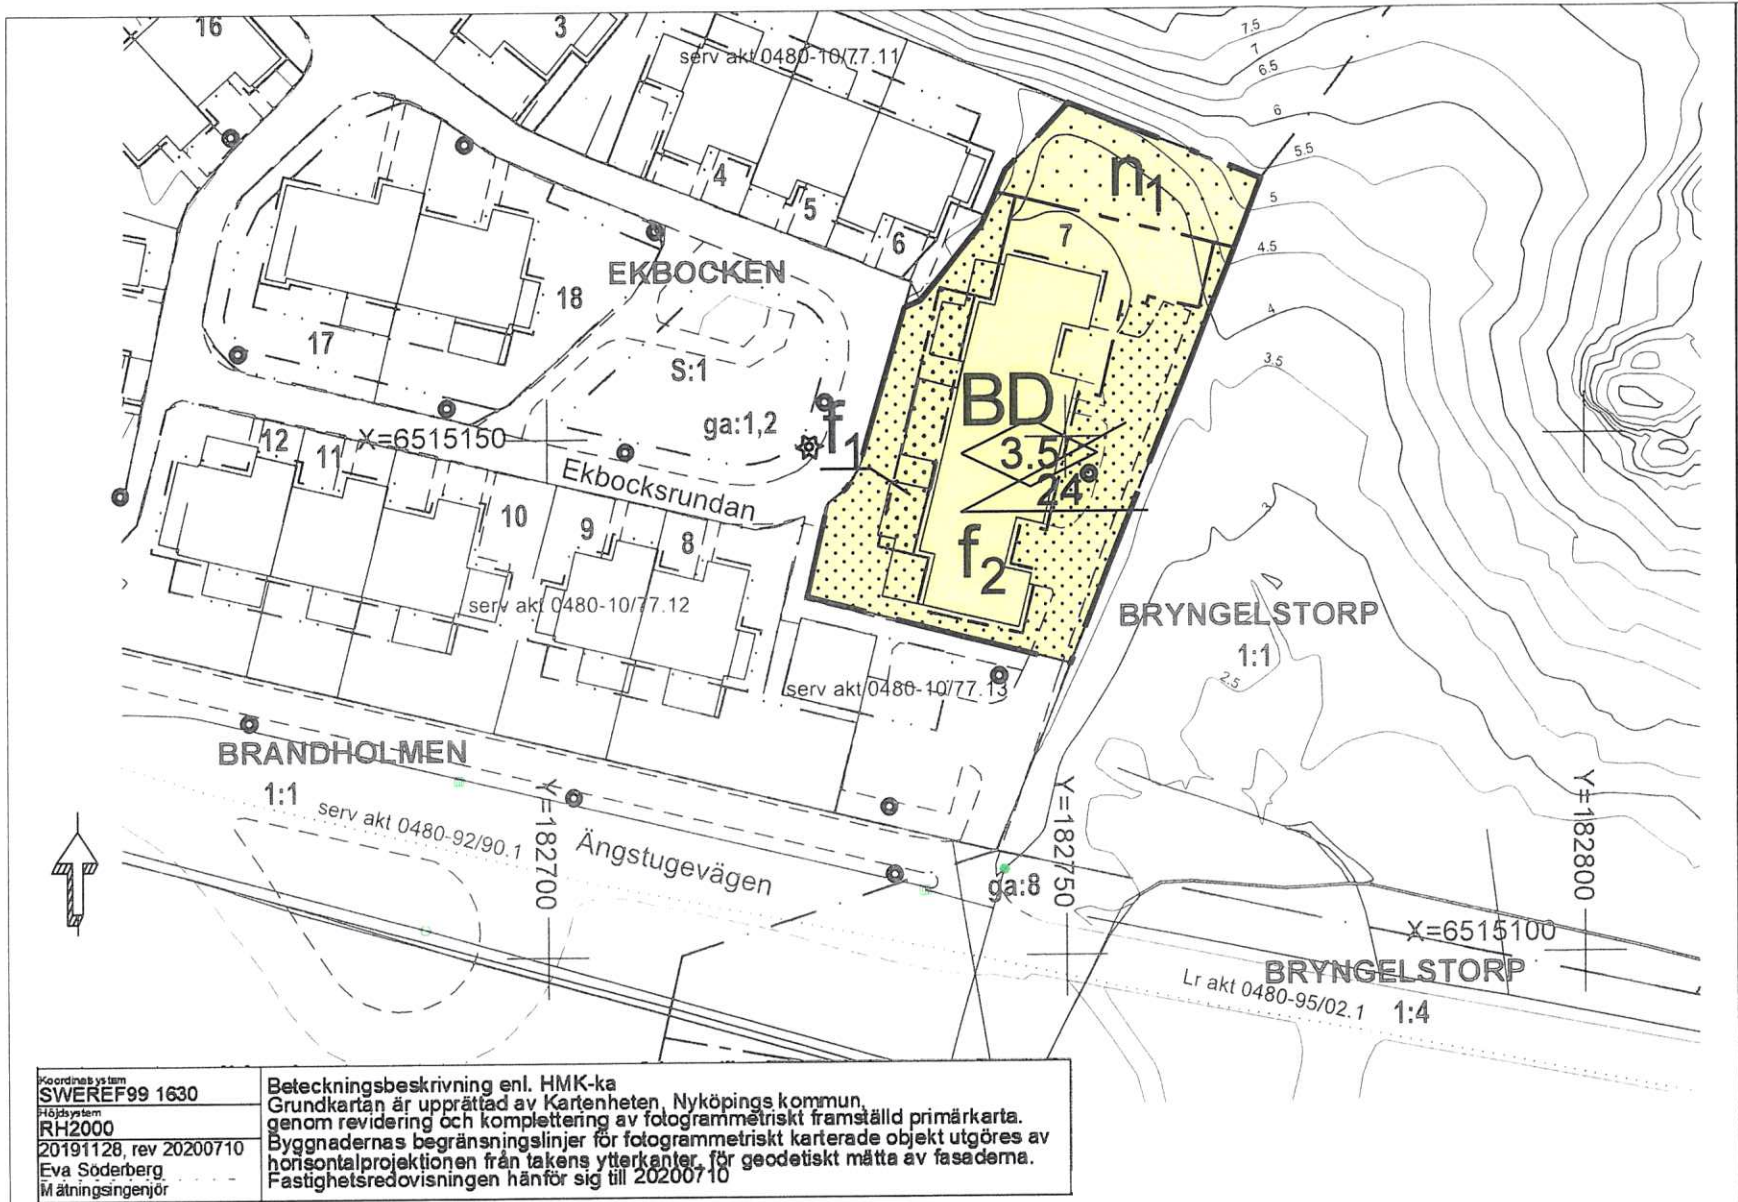 16
3
serv akt 0480-10/77.11
7.5
7
6.5
6
5.5
5
4.5
4
3.5
3
2.5
4
5
6
7
n1
EKBOCKEN
18
17
S:1
ga:1,2
f1
BD
3.5
24
f2
12
11
X=6515150
Ekbocksrundan
10
9
8
serv akt 0480-10/77.12
BRYNGELSTORP
1:1
serv akt 0480-10/77.13
BRANDHOLMEN
1:1
serv akt 0480-92/90.1
Ängstugevägen
Y=182700
Y=182750
Y=182800
ga:8
X=6515100
BRYNGELSTORP
1:4
Lr akt 0480-95/02.1
Koordinatsystem
SWEREF99 1630
Höjdsystem
RH2000
20191128, rev 20200710
Eva Söderberg
Mätningsingenjör
Beteckningsbeskrivning enl. HMK-ka
Grundkartan är upprättad av Kartenheten, Nyköpings kommun,
genom revidering och komplettering av fotogrammetriskt framställd primärkarta.
Byggnadernas begränsningslinjer för fotogrammetriskt karterade objekt utgöres av
horisontalprojektionen från takens ytterkanter, för geodetiskt mätta av fasaderna.
Fastighetsredovisningen hänför sig till 20200710